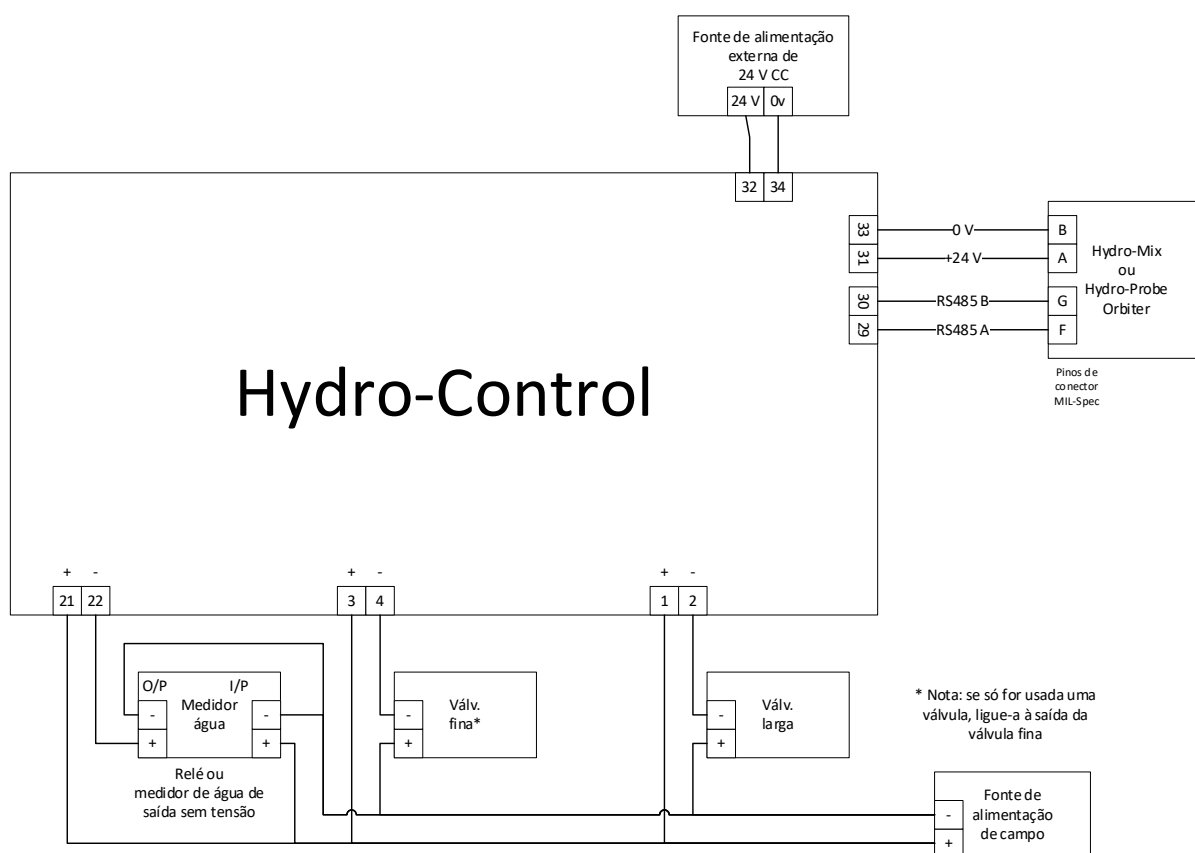 Fonte de alimentação
externa de
24 V CC
24 V 0v
32 34
33
31
30
29
0 V
+24 V
RS485 B
RS485 A
B
A
G
F
Hydro-Mix
ou
Hydro-Probe
Orbiter
Pinos de
conector
MIL-Spec
Hydro-Control
+ -
21 22
+ -
3 4
+ -
1 2
O/P I/P
Medidor
água
-
+
-
+
Relé ou
medidor de água de
saída sem tensão
Válv.
fina*
-
+
Válv.
larga
-
+
* Nota: se só for usada uma
válvula, ligue-a à saída da
válvula fina
Fonte de
alimentação
de campo
-
+